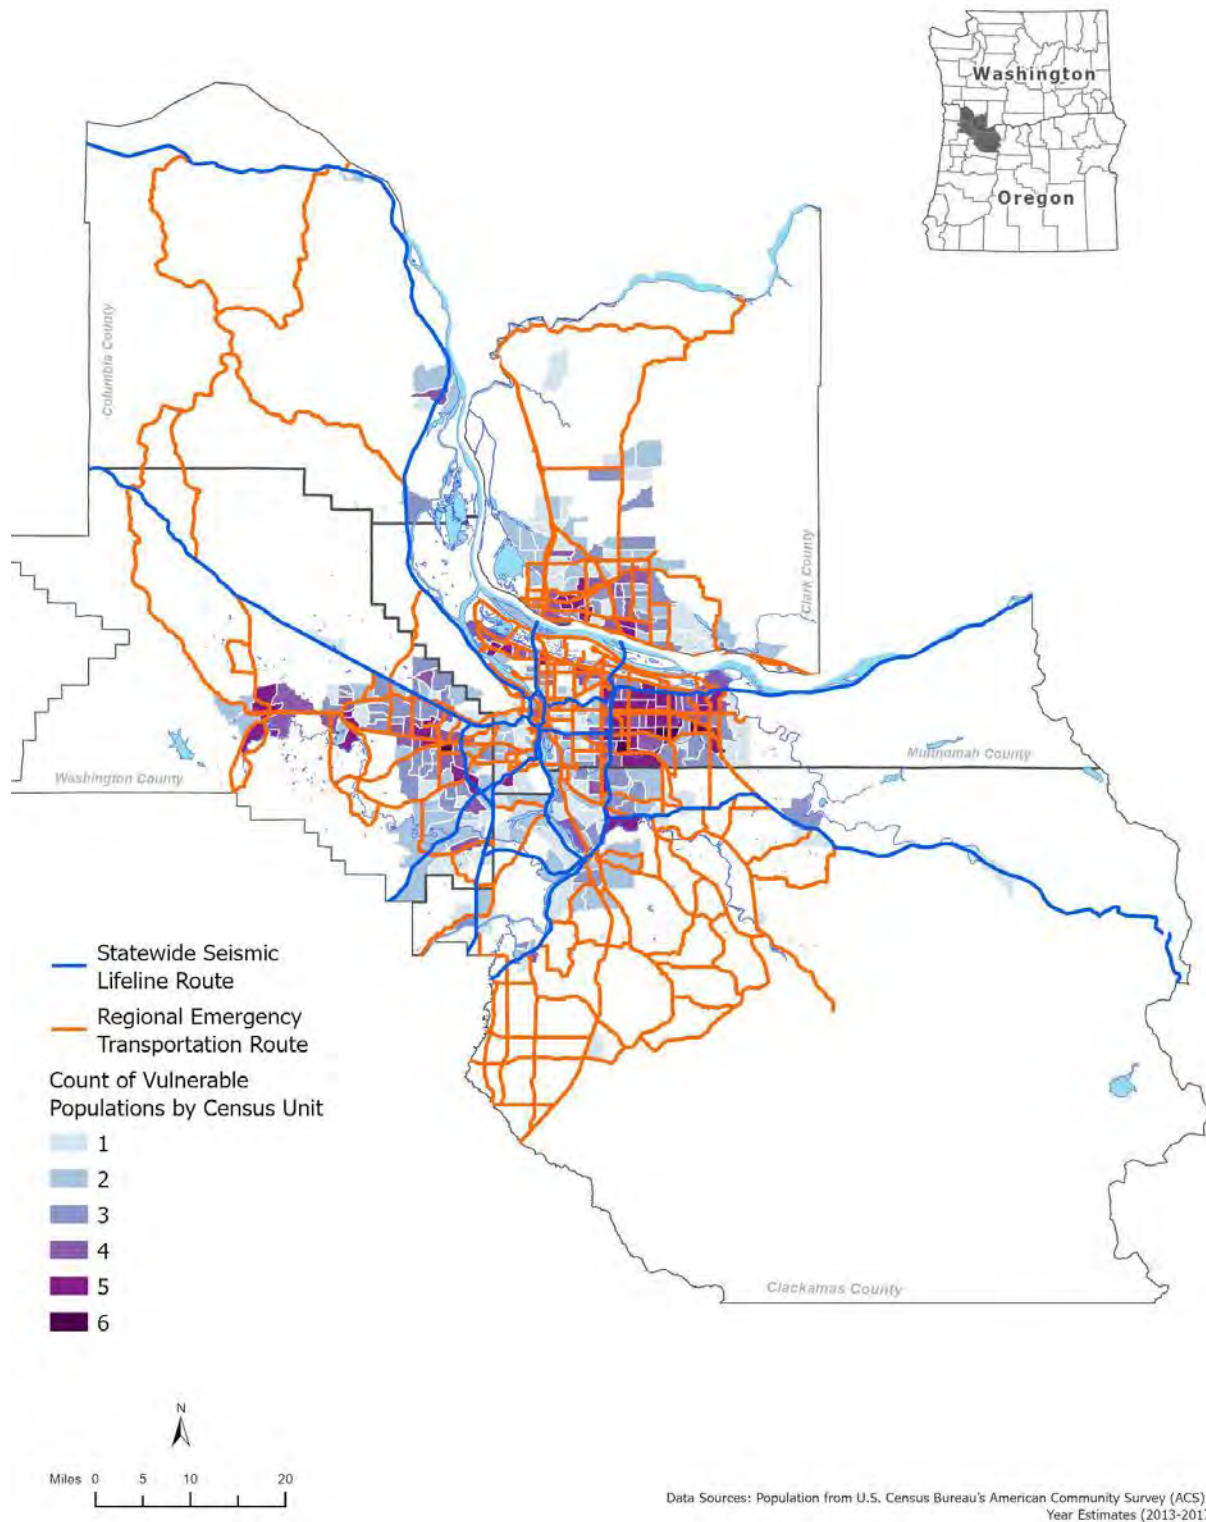 Washington
Oregon
Columbia County
Clark County
Multnomah County
Washington County
Statewide Seismic
Lifeline Route
Regional Emergency
Transportation Route
Count of Vulnerable
Populations by Census Unit
1
2
3
4
5
6
Clackamas County
N
Miles 0 5 10 20
Data Sources: Population from U.S. Census Bureau's American Community Survey (ACS)
Year Estimates (2013-2017